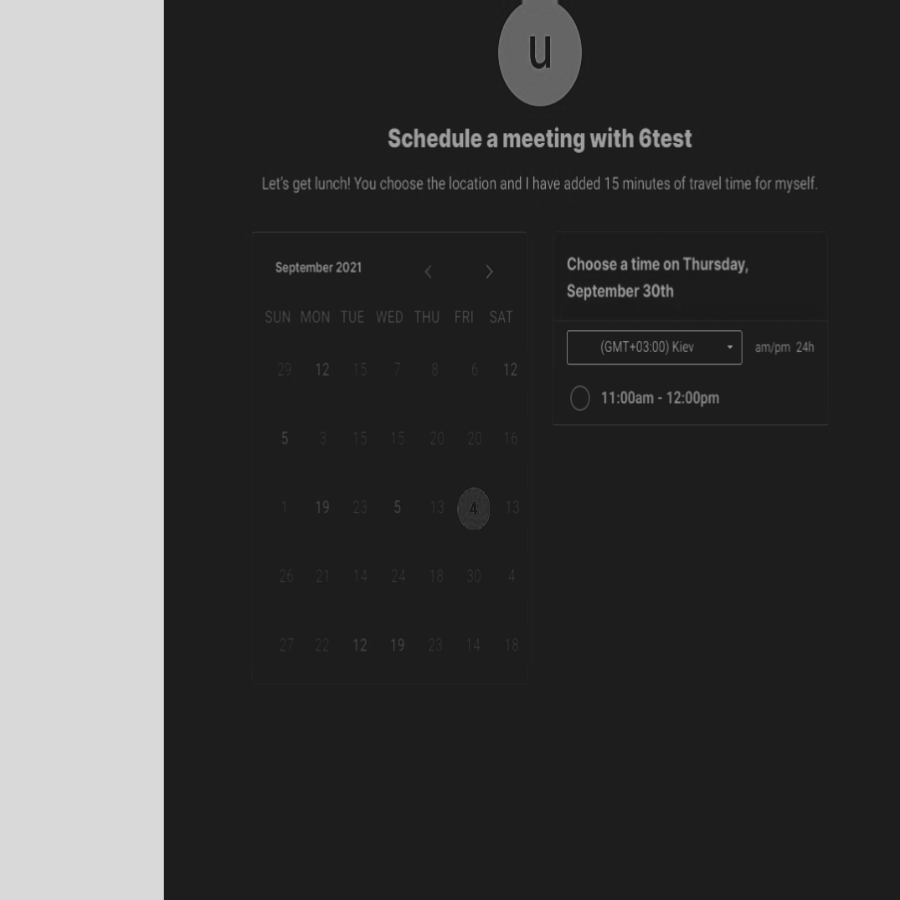 u
Schedule a meeting with 6test
Let's get lunch! You choose the location and I have added 15 minutes of travel time for myself.
September 2021
SUN MON TUE WED THU FRI SAT
29 12 15 7 8 6 12
5 3 15 15 20 20 16
1 19 23 5 13 4 13
26 21 14 24 18 30 4
27 22 12 19 23 14 18
Choose a time on Thursday,
September 30th
(GMT+03:00) Kiev am/pm 24h
11:00am - 12:00pm